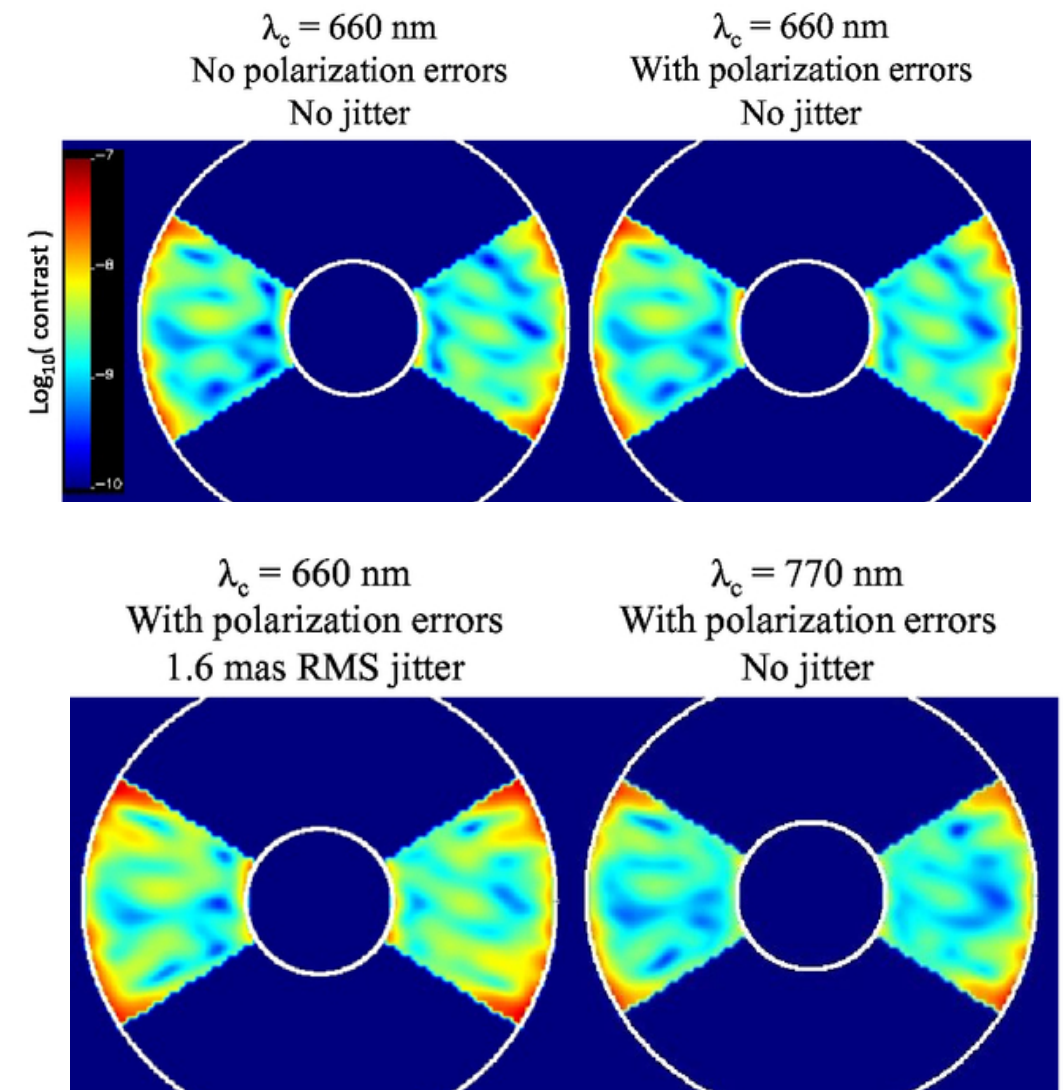 λc = 660 nm
No polarization errors
No jitter
λc = 660 nm
With polarization errors
No jitter
Log10( contrast )
-7
-8
-9
-10
λc = 660 nm
With polarization errors
1.6 mas RMS jitter
λc = 770 nm
With polarization errors
No jitter